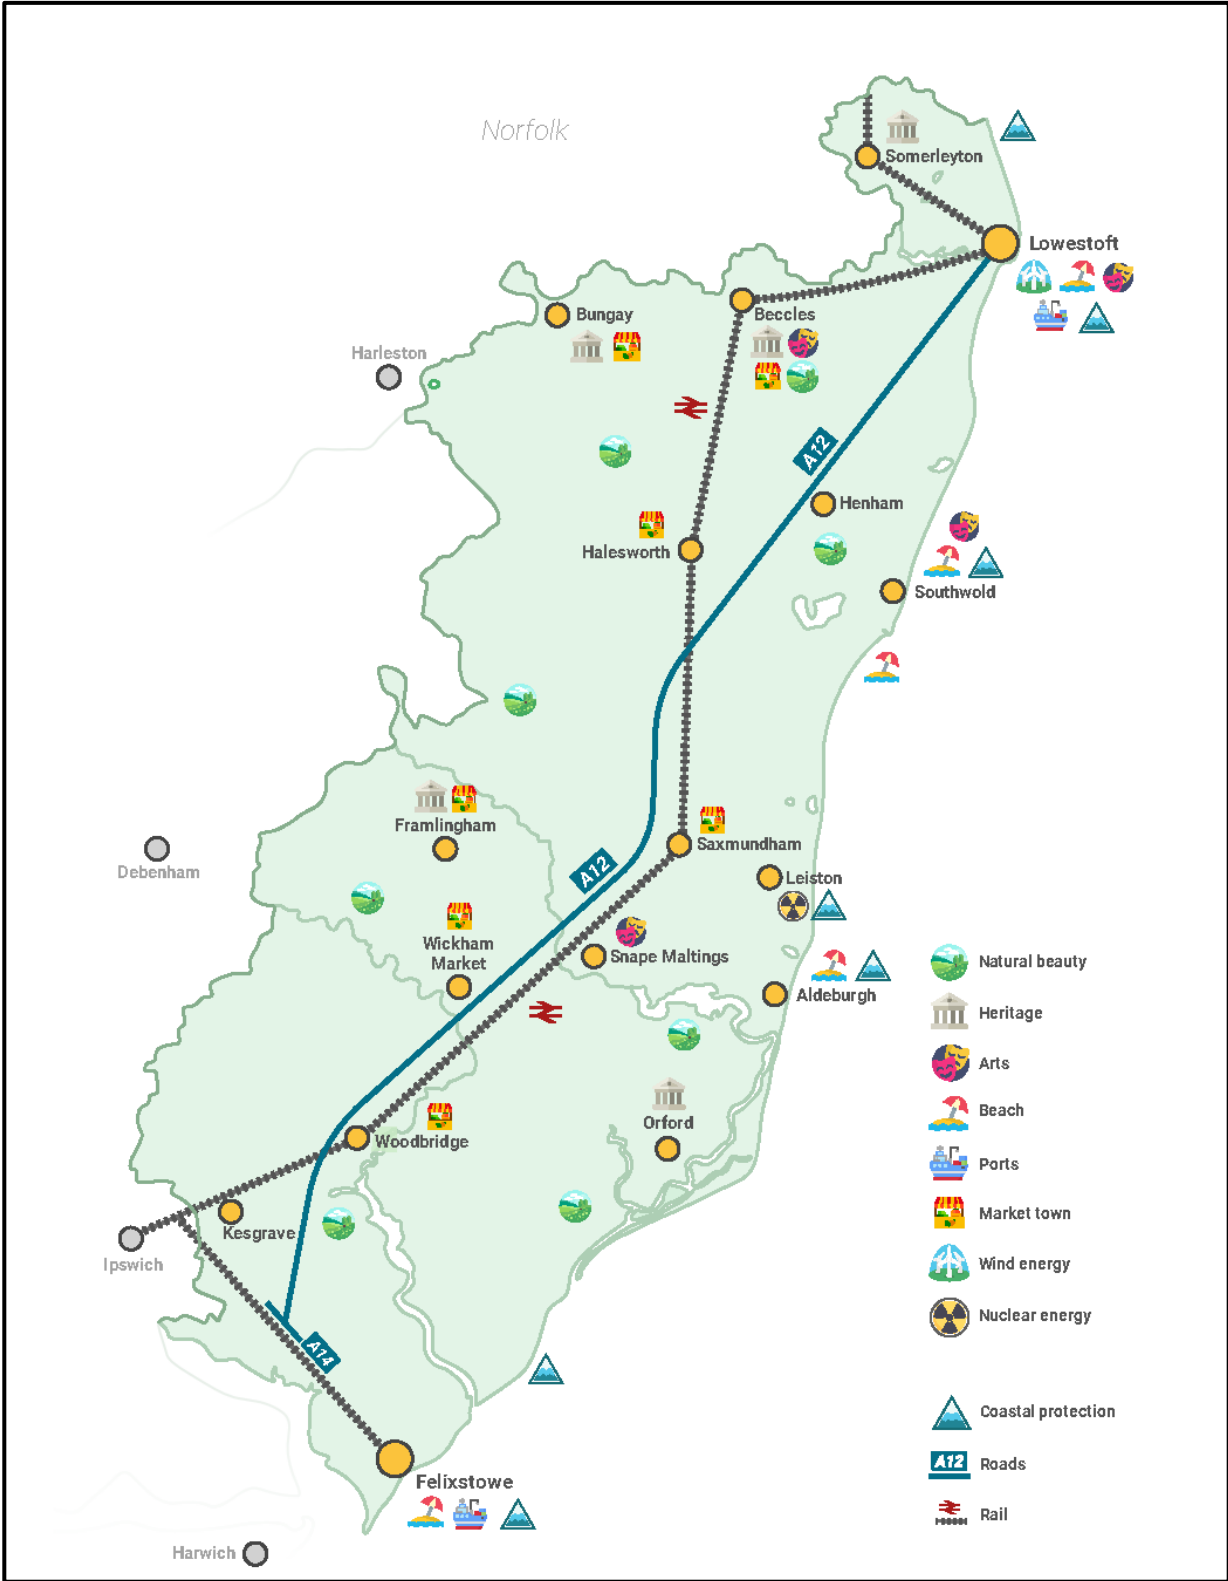 Norfolk
Somerleyton
Lowestoft
Bungay
Beccles
Harleston
A12
Henham
Halesworth
Southwold
Framlingham
Saxmundham
Debenham
A12
Leiston
Wickham
Market
Snape Maltings
Aldeburgh
Orford
Woodbridge
Kesgrave
Ipswich
A14
Felixstowe
Harwich
Natural beauty
Heritage
Arts
Beach
Ports
Market town
Wind energy
Nuclear energy
Coastal protection
A12 Roads
Rail